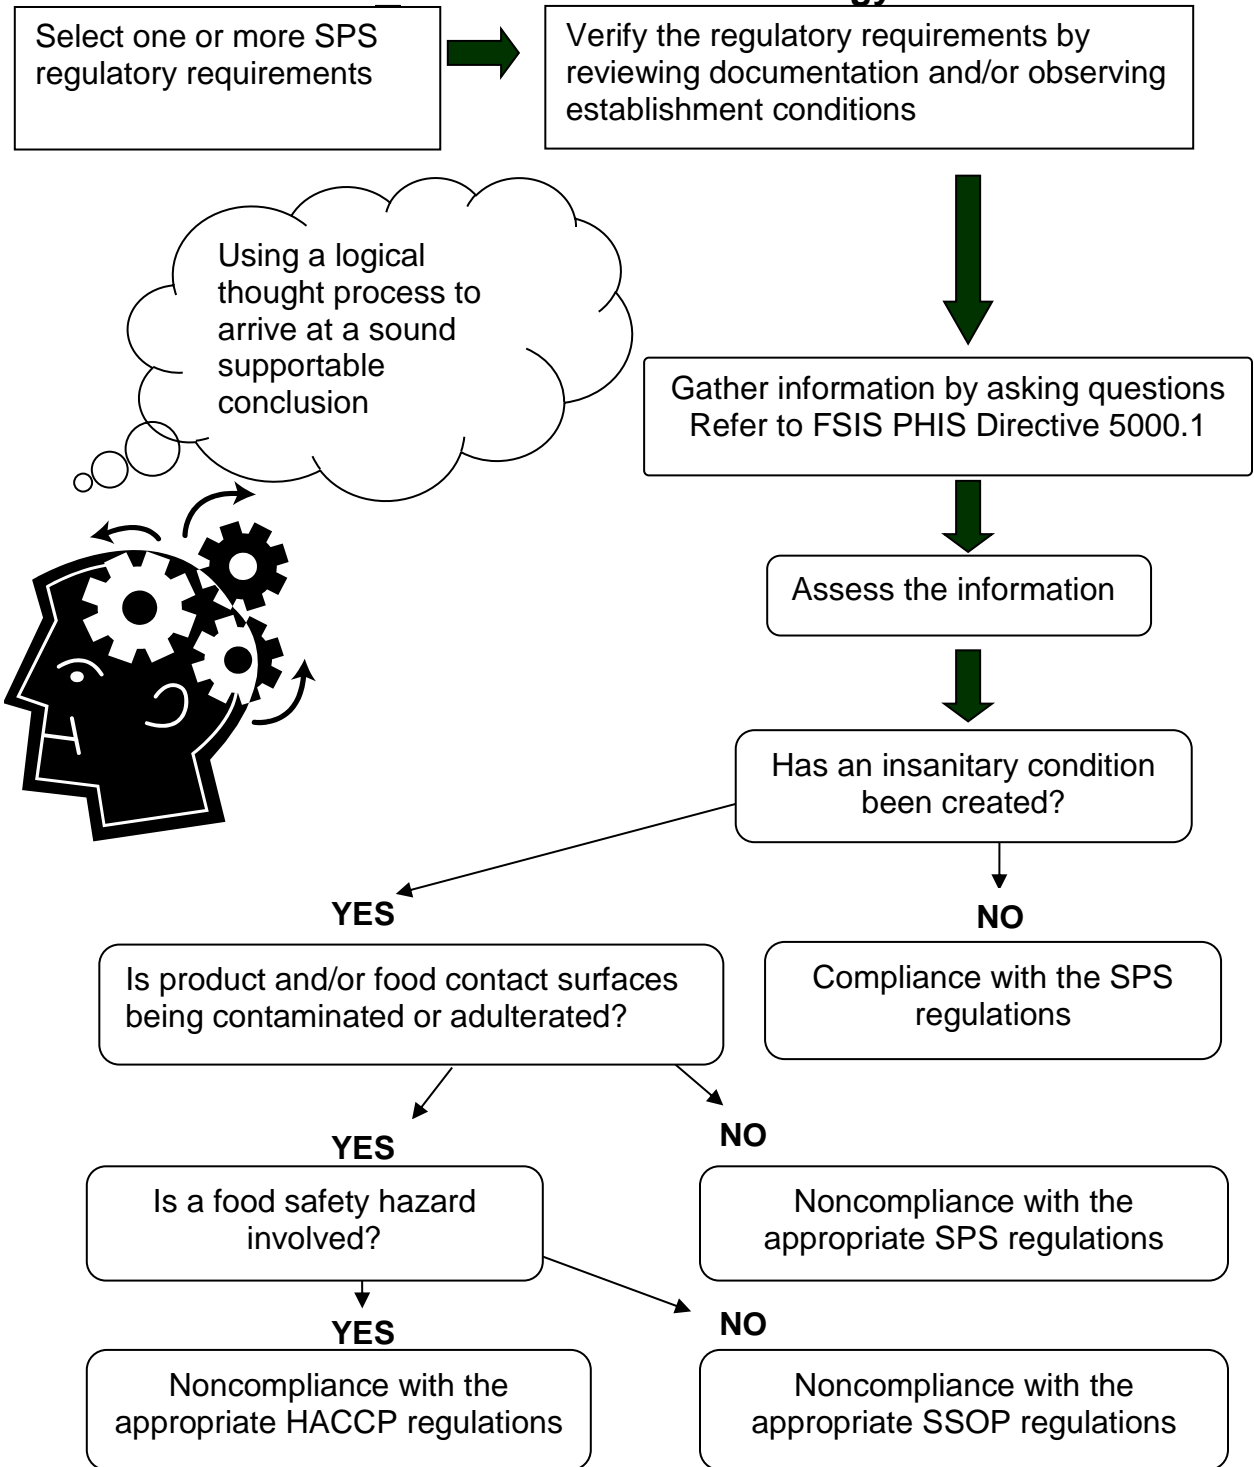 Select one or more SPS
regulatory requirements
Verify the regulatory requirements by
reviewing documentation and/or observing
establishment conditions
Using a logical
thought process to
arrive at a sound
supportable
conclusion
Gather information by asking questions
Refer to FSIS PHIS Directive 5000.1
Assess the information
Has an insanitary condition
been created?
YES
NO
Is product and/or food contact surfaces
being contaminated or adulterated?
Compliance with the SPS
regulations
YES
NO
Is a food safety hazard
involved?
Noncompliance with the
appropriate SPS regulations
YES
NO
Noncompliance with the
appropriate HACCP regulations
Noncompliance with the
appropriate SSOP regulations